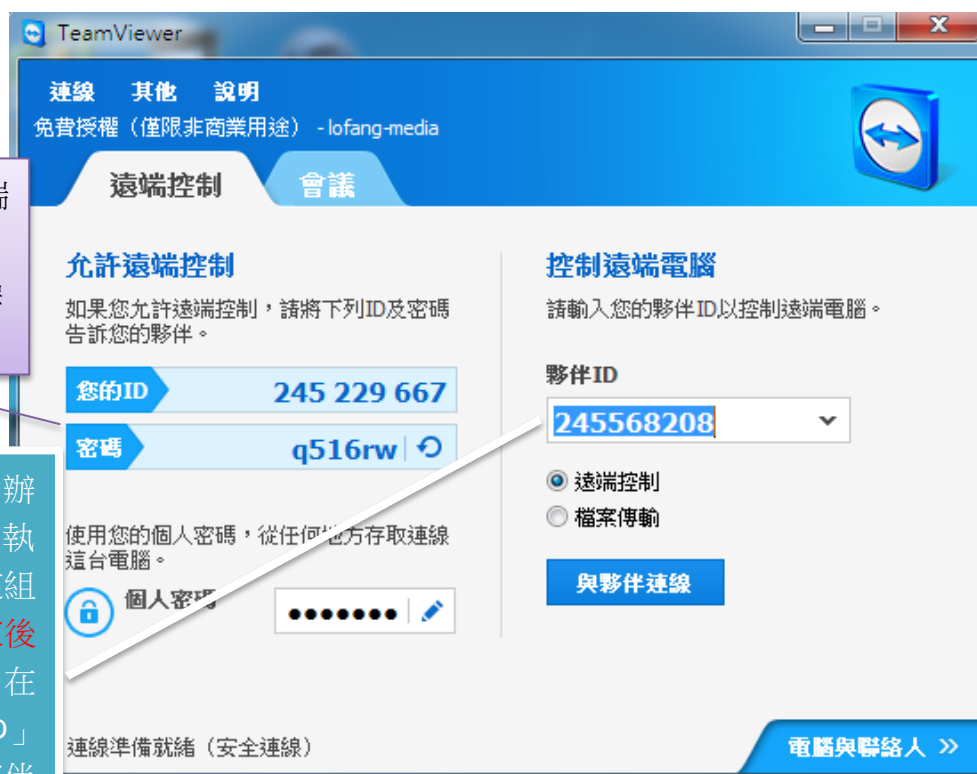 TeamViewer
連線 其他 說明
免費授權（僅限非商業用途） - lofang-media
遠端控制 會議
端
允許遠端控制
如果您允許遠端控制，請將下列ID及密碼
告訴您的夥伴。
您的ID 245 229 667
密碼 q516rw
使用您的個人密碼，從任何地方存取連線
這台電腦。
個人密碼 •••••••
控制遠端電腦
請輸入您的夥伴ID以控制遠端電腦。
夥伴ID
245568208
遠端控制
檔案傳輸
與夥伴連線
辦
執
組
後
在
」
連線準備就緒（安全連線）
電腦與聯絡人 >>